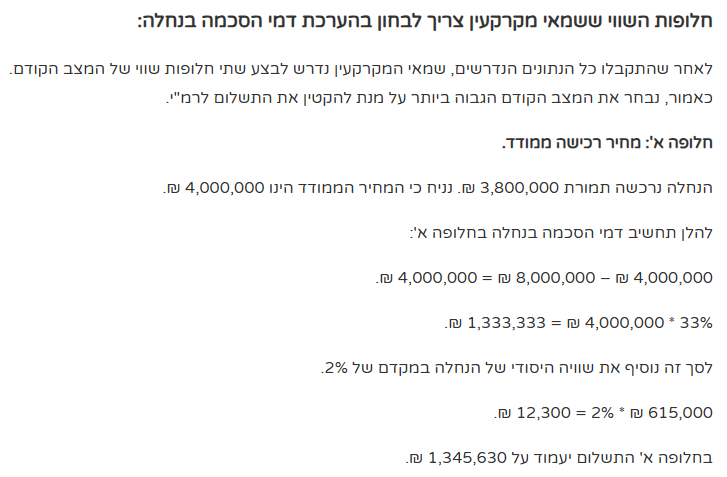 חלופות השווי ששמאי מקרקעין צריך לבחון בהערכת דמי הסכמה בנחלה:
לאחר שהתקבלו כל הנתונים הנדרשים, שמאי המקרקעין נדרש לבצע שתי חלופות שווי של המצב הקודם.
כאמור, נבחר את המצב הקודם הגבוה ביותר על מנת להקטין את התשלום לרמ"י.
חלופה א': מחיר רכישה ממודד.
הנחלה נרכשה תמורת 3,800,000 ₪. נניח כי המחיר הממודד הינו 4,000,000 ₪.
להלן תחשיב דמי הסכמה בנחלה בחלופה א':
4,000,000 ₪ – 8,000,000 ₪ = 4,000,000 ₪.
33% * 4,000,000 ₪ = 1,333,333 ₪.
לסך זה נוסיף את שוויה היסודי של הנחלה במקדם של 2%.
615,000 ₪ * 2% = 12,300 ₪.
בחלופה א' התשלום יעמוד על 1,345,630 ₪.